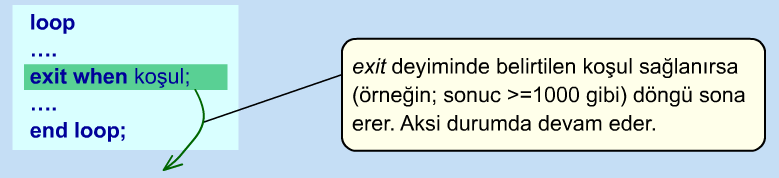 loop
....
exit when koşul;
....
end loop;
exit deyiminde belirtilen koşul sağlanırsa
(örneğin; sonuc >=1000 gibi) döngü sona
erer. Aksi durumda devam eder.